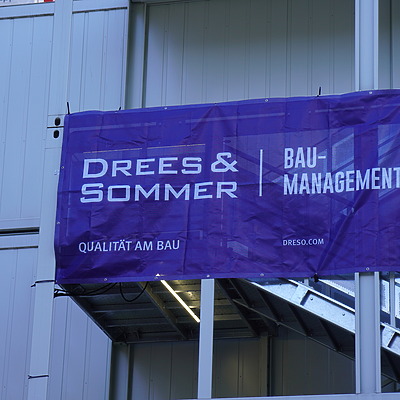 DREES &
SOMMER
BAU-
MANAGEMENT
QUALITÄT AM BAU
DRESO.COM